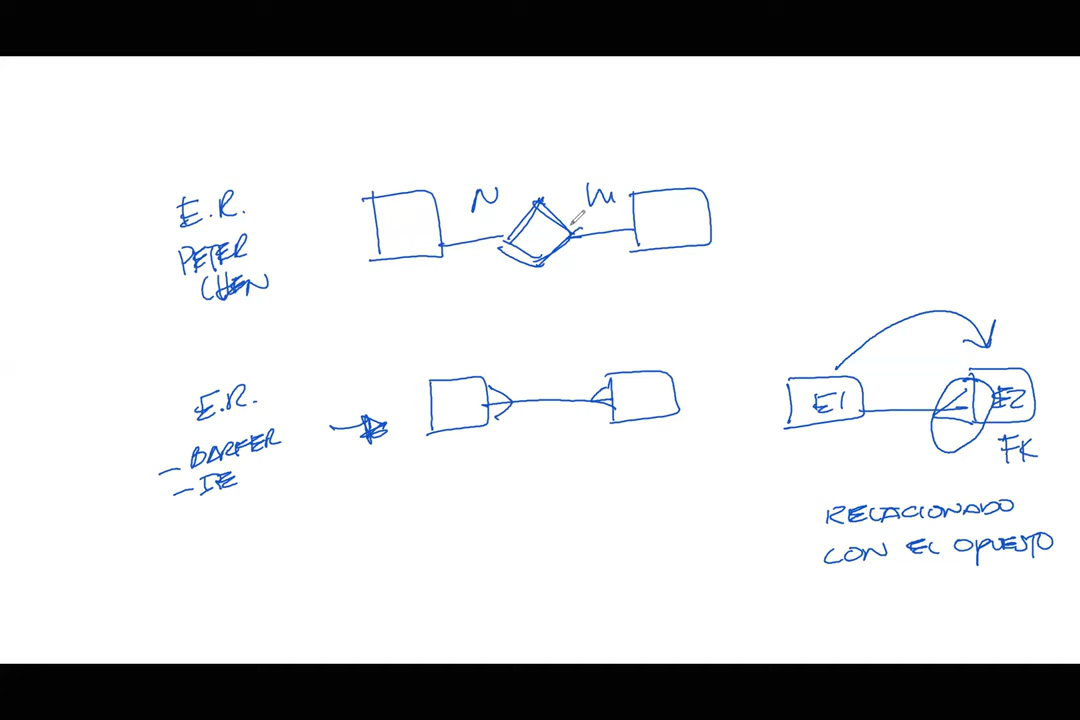 E.R.
PETER
CHEN
N
M
E.R.
- BARKER
- IE
E1
E2
FK
RELACIONADO
CON EL OPUESTO